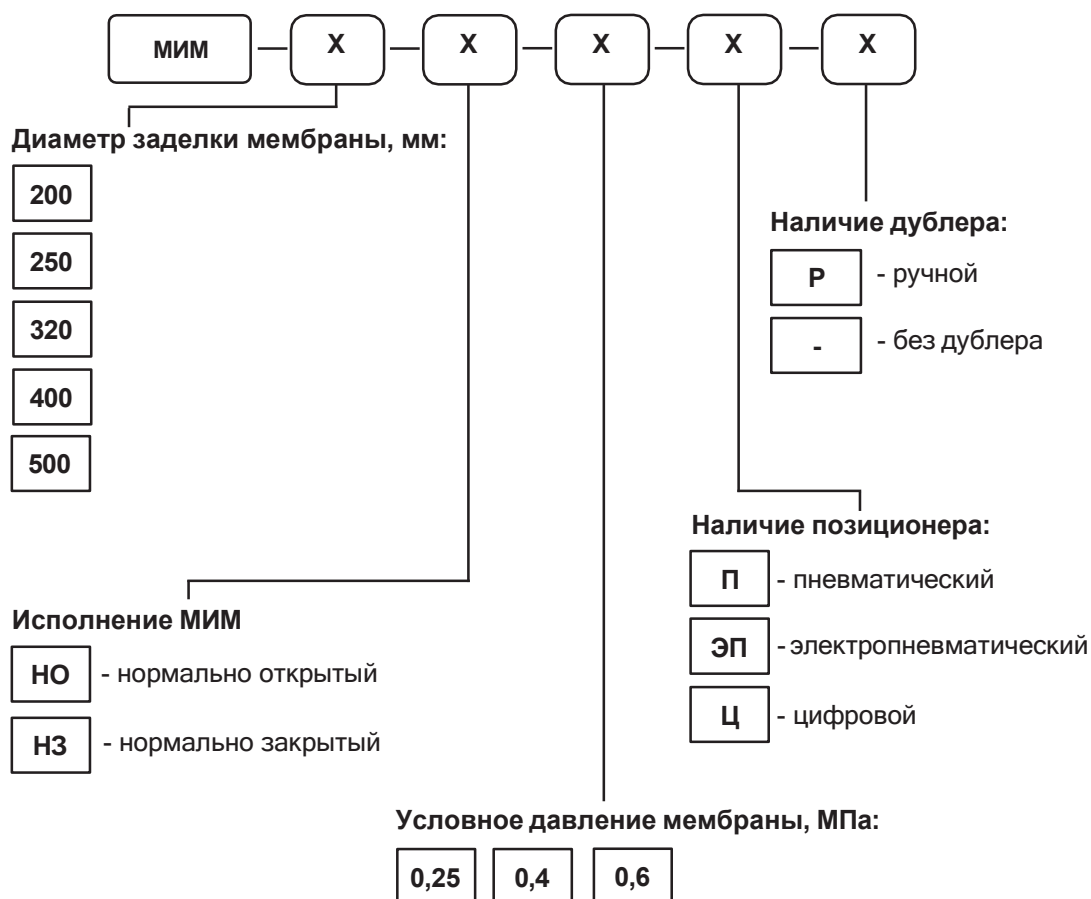 МИМ – X – X – X – X – X
Диаметр заделки мембраны, мм:
200
250
320
400
500
Наличие дублера:
Р - ручной
- - без дублера
Наличие позиционера:
П - пневматический
ЭП - электропневматический
Ц - цифровой
Исполнение МИМ
НО - нормально открытый
НЗ - нормально закрытый
Условное давление мембраны, МПа:
0,25 0,4 0,6